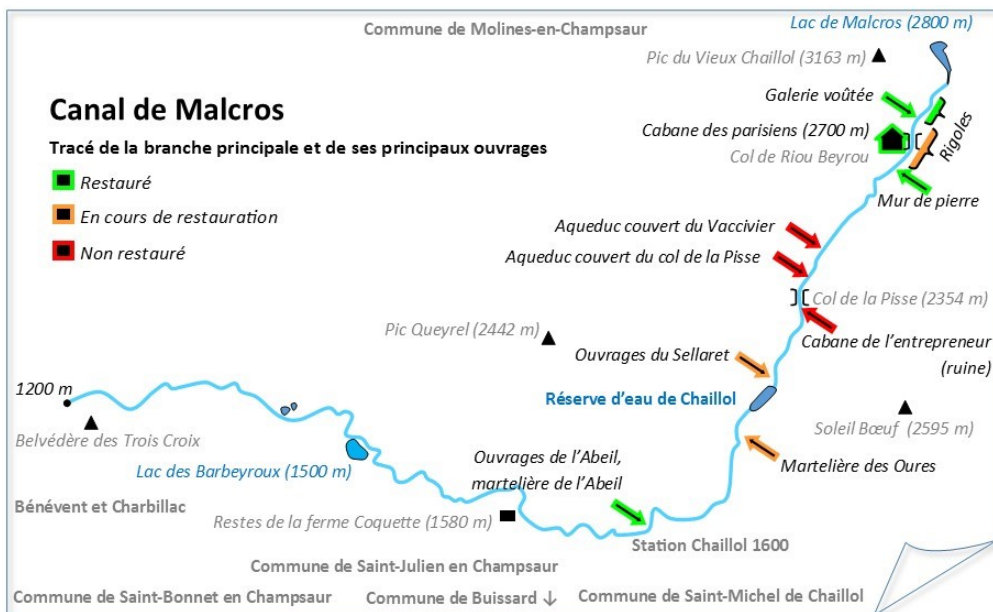 Lac de Malcros (2800 m)
Commune de Molines-en-Champsaur
Pic du Vieux Chaillol (3163 m)
Canal de Malcros
Galerie voûtée
Tracé de la branche principale et de ses principaux ouvrages
Cabane des parisiens (2700 m)
Rigoles
Col de Riou Beyrou
Restauré
Mur de pierre
En cours de restauration
Aqueduc couvert du Vaccivier
Non restauré
Aqueduc couvert du col de la Pisse
Col de la Pisse (2354 m)
Pic Queyrel (2442 m)
Cabane de l’entrepreneur
(ruine)
Ouvrages du Sellaret
1200 m
Réserve d’eau de Chaillol
Soleil Bœuf (2595 m)
Belvédère des Trois Croix
Ouvrages de l’Abeil,
martelière de l’Abeil
Martelière des Oures
Lac des Barbeyroux (1500 m)
Bénévent et Charbillac
Restes de la ferme Coquette (1580 m)
Station Chaillol 1600
Commune de Saint-Julien en Champsaur
Commune de Saint-Bonnet en Champsaur
Commune de Buissard ↓
Commune de Saint-Michel de Chaillol